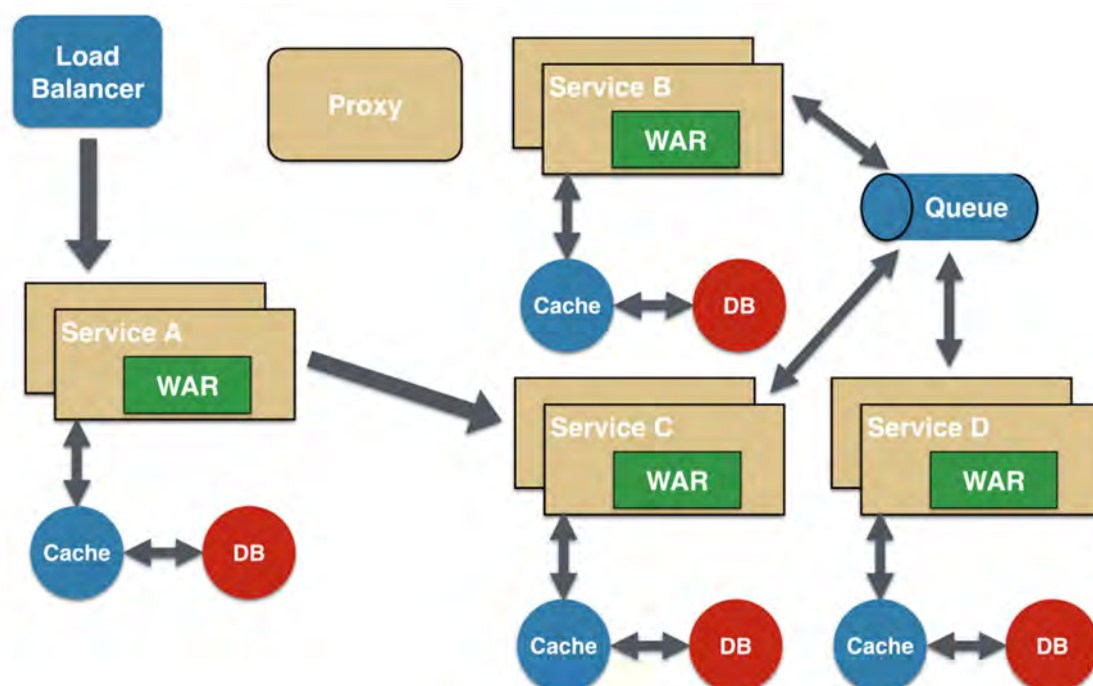 Load
Balancer
Proxy
Service B
WAR
Queue
Cache
DB
Service A
WAR
Cache
DB
Service C
WAR
Cache
DB
Service D
WAR
Cache
DB